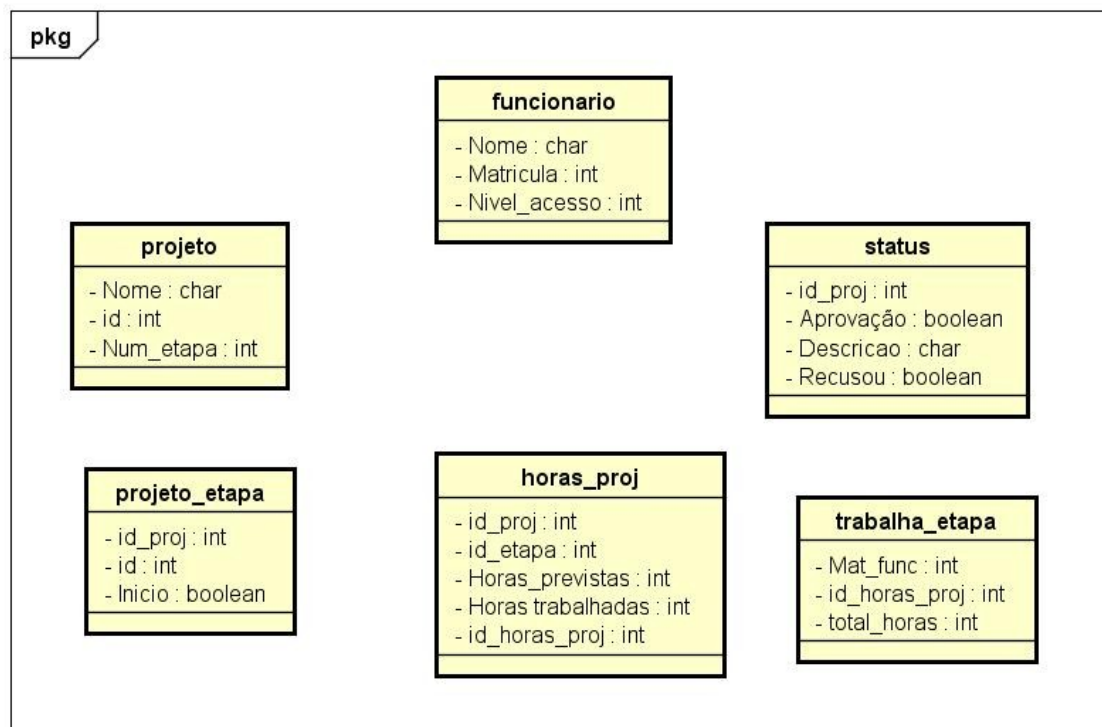 pkg
funcionario
- Nome : char
- Matricula : int
- Nivel_acesso : int
projeto
- Nome : char
- id : int
- Num_etapa : int
status
- id_proj : int
- Aprovação : boolean
- Descricao : char
- Recusou : boolean
projeto_etapa
- id_proj : int
- id : int
- Inicio : boolean
horas_proj
- id_proj : int
- id_etapa : int
- Horas_previstas : int
- Horas trabalhadas : int
- id_horas_proj : int
trabalha_etapa
- Mat_func : int
- id_horas_proj : int
- total_horas : int